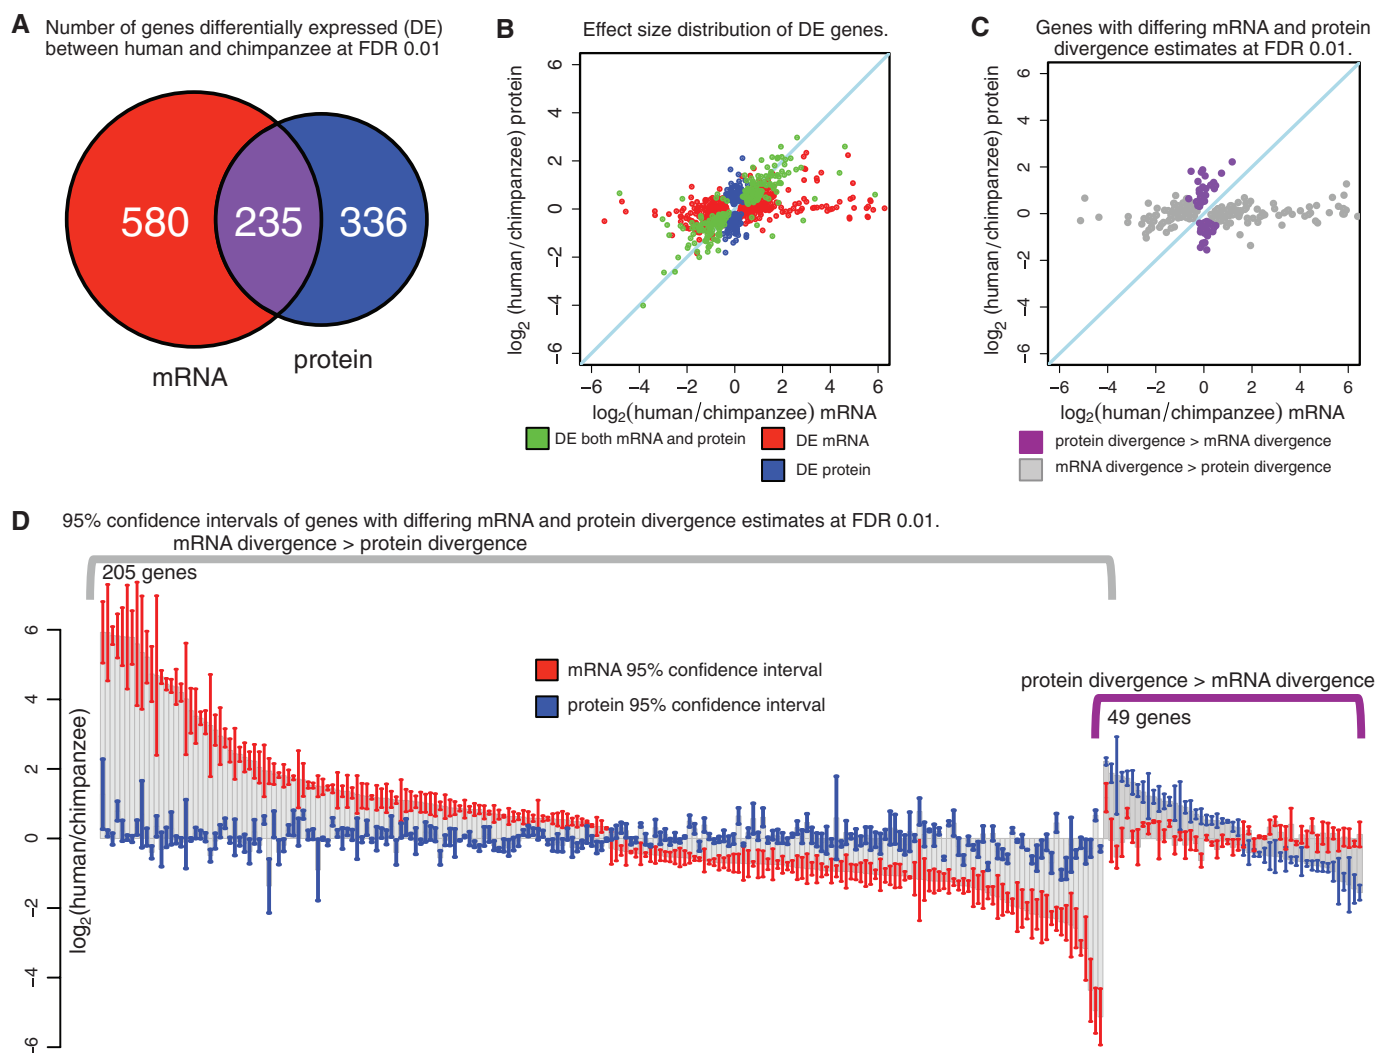 A
Number of genes differentially expressed (DE)
between human and chimpanzee at FDR 0.01
580
235
336
mRNA
protein
B
Effect size distribution of DE genes.
6
4
2
0
−2
−4
−6
log2 (human/chimpanzee) protein
−6 −4 −2 0 2 4 6
log2(human/chimpanzee) mRNA
DE both mRNA and protein
DE mRNA
DE protein
C
Genes with differing mRNA and protein
divergence estimates at FDR 0.01.
6
4
2
0
−2
−4
−6
log2 (human/chimpanzee) protein
−6 −4 −2 0 2 4 6
log2(human/chimpanzee) mRNA
protein divergence > mRNA divergence
mRNA divergence > protein divergence
D
95% confidence intervals of genes with differing mRNA and protein divergence estimates at FDR 0.01.
mRNA divergence > protein divergence
205 genes
6
4
2
0
−2
−4
−6
log2(human/chimpanzee)
mRNA 95% confidence interval
protein 95% confidence interval
protein divergence > mRNA divergence
49 genes